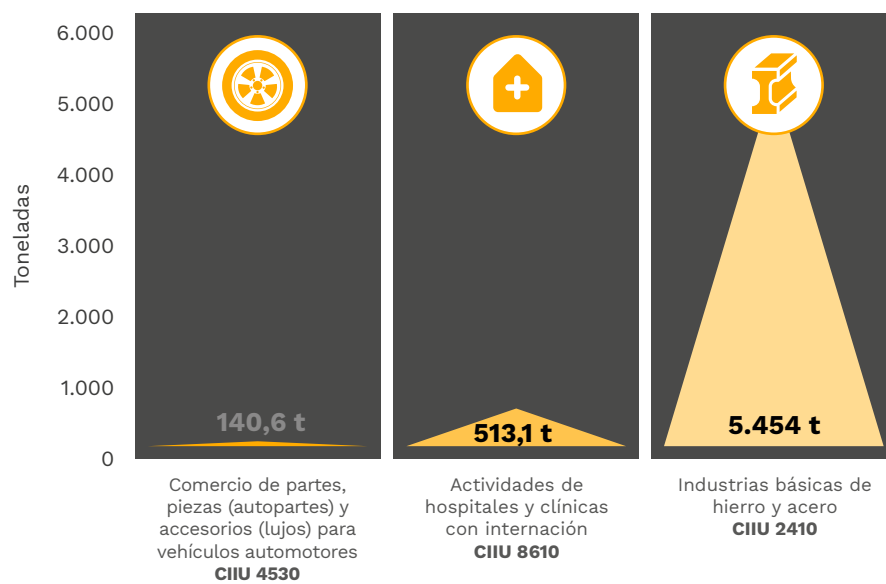 Toneladas
6.000
5.000
4.000
3.000
2.000
1.000
0
140,6 t
513,1 t
5.454 t
Comercio de partes,
piezas (autopartes) y
accesorios (lujos) para
vehículos automotores
CIIU 4530
Actividades de
hospitales y clínicas
con internación
CIIU 8610
Industrias básicas de
hierro y acero
CIIU 2410